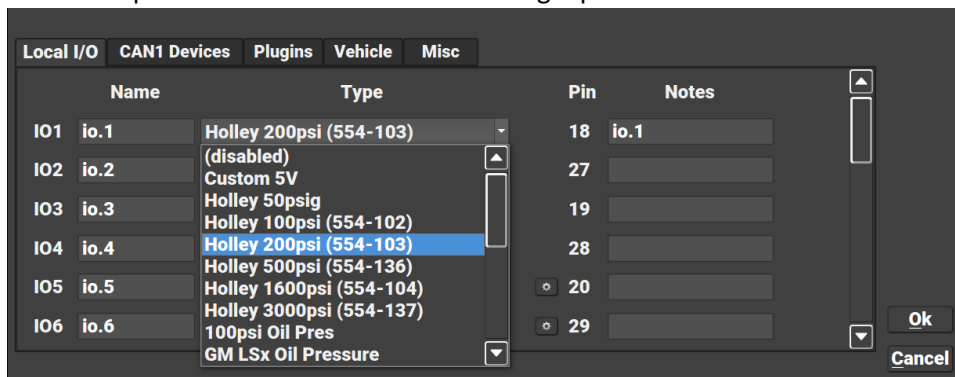 Local I/O CAN1 Devices Plugins Vehicle Misc
Name Type Pin Notes
IO1 io.1 Holley 200psi (554-103) 18 io.1
(disabled)
IO2 io.2 Custom 5V 27
Holley 50psig
IO3 io.3 Holley 100psi (554-102) 19
IO4 io.4 Holley 200psi (554-103) 28
Holley 500psi (554-136)
IO5 io.5 Holley 1600psi (554-104) 20
Holley 3000psi (554-137)
IO6 io.6 100psi Oil Pres 29
GM LSx Oil Pressure
Ok
Cancel